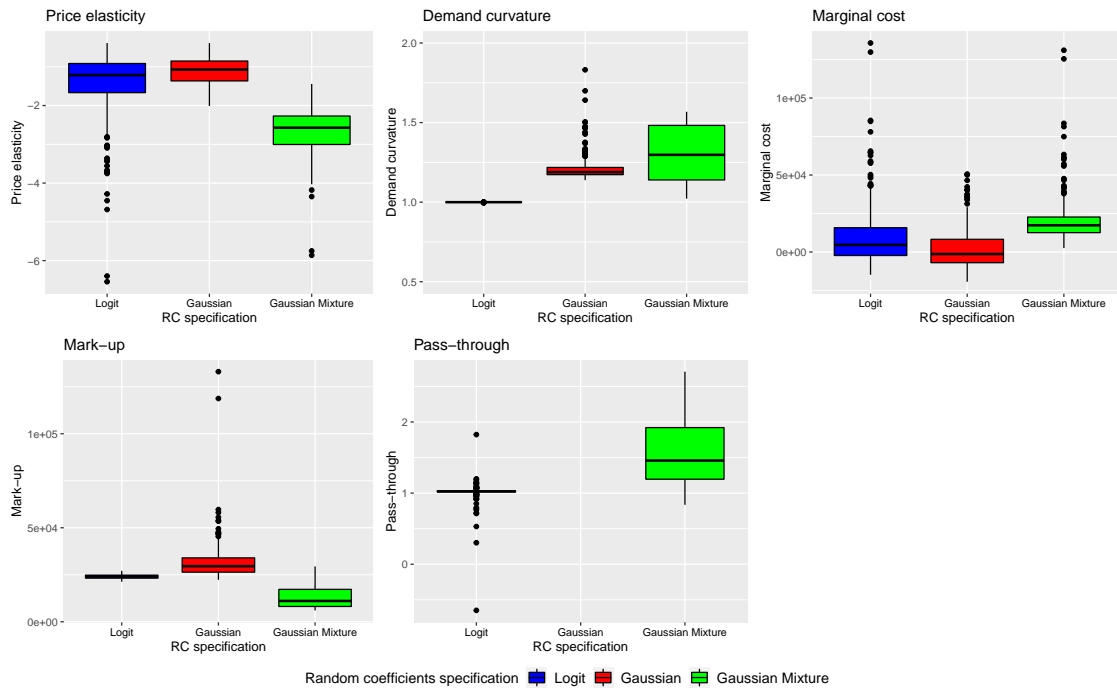 Price elasticity
Price elasticity
−2
−4
−6
Logit
Gaussian
Gaussian Mixture
RC specification
Demand curvature
Demand curvature
2.0
1.5
1.0
0.5
Logit
Gaussian
Gaussian Mixture
RC specification
Marginal cost
Marginal cost
1e+05
5e+04
0e+00
Logit
Gaussian
Gaussian Mixture
RC specification
Mark−up
Mark−up
1e+05
5e+04
0e+00
Logit
Gaussian
Gaussian Mixture
RC specification
Pass−through
Pass−through
2
1
0
Logit
Gaussian
Gaussian Mixture
RC specification
Random coefficients specification Logit Gaussian Gaussian Mixture